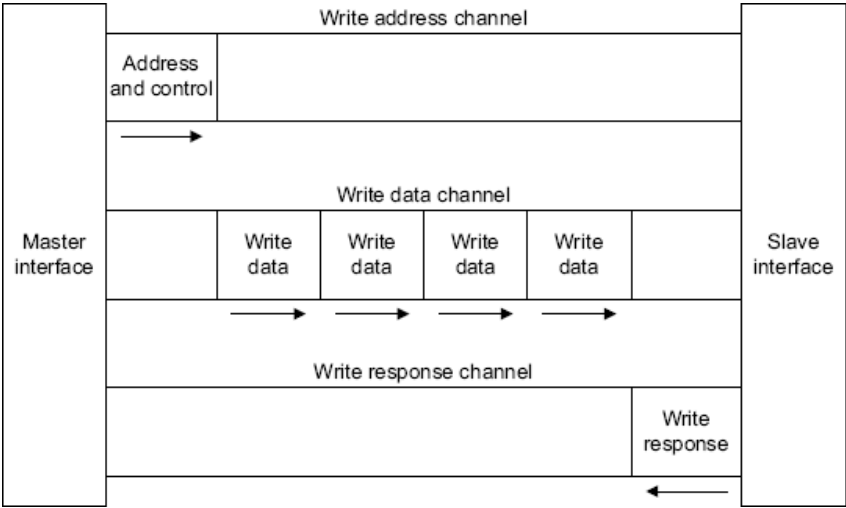 Write address channel
Address
and control
Write data channel
Master
interface
Write
data
Write
data
Write
data
Write
data
Slave
interface
Write response channel
Write
response